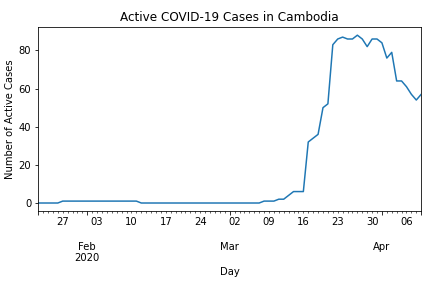 Active COVID-19 Cases in Cambodia
Number of Active Cases
80
60
40
20
0
27 03 10 17 24 02 09 16 23 30 06
Feb Mar Apr
2020
Day